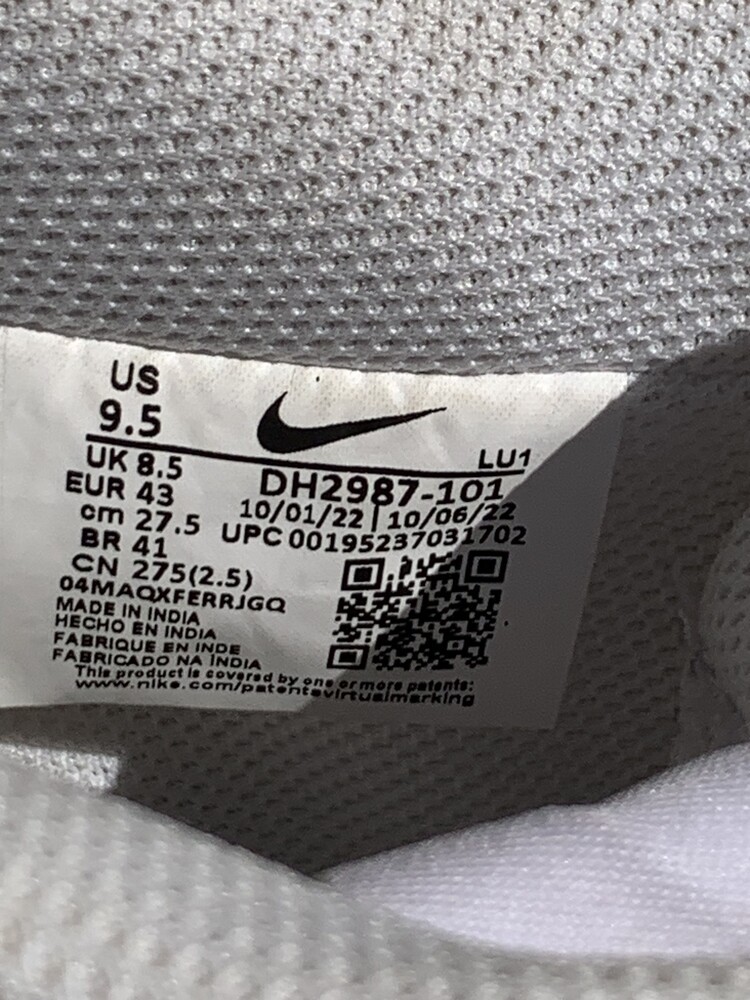 US
9.5
LU1
UK 8.5
EUR 43
cm 27.5
BR 41
CN 275(2.5)
DH2987-101
10/01/22 | 10/06/22
UPC 00195237031702
04MAQXFERRJGQ
MADE IN INDIA
HECHO EN INDIA
FABRIQUE EN INDE
FABRICADO NA INDIA
This product is covered by one or more patents:
www.nike.com/patentsvirtualmarking